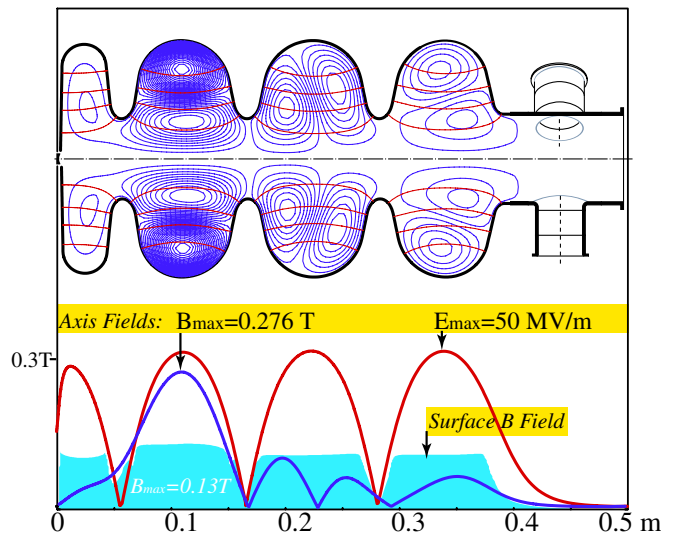 Axis Fields: Bmax=0.276 T Emax=50 MV/m
0.3T
Surface B Field
Bmax=0.13T
0 0.1 0.2 0.3 0.4 0.5 m